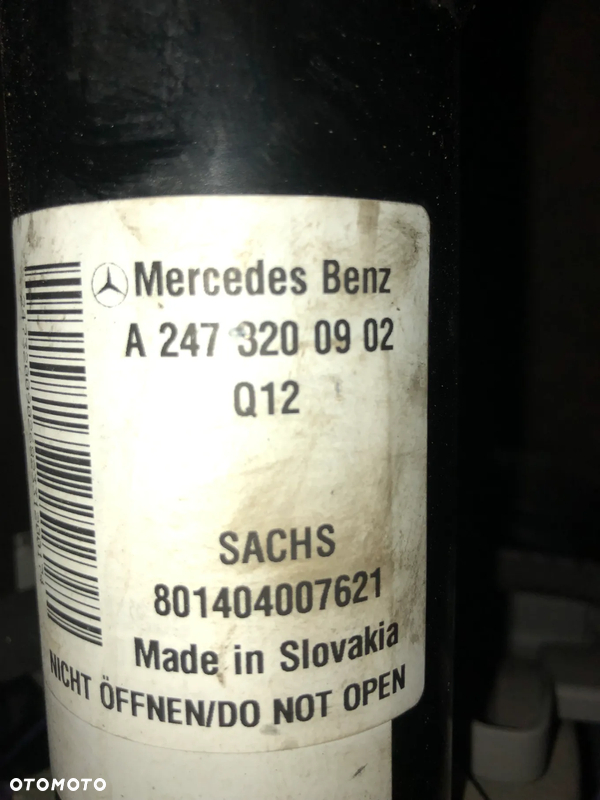 Mercedes Benz
A 247 320 09 02
Q12
SACHS
801404007621
Made in Slovakia
NICHT ÖFFNEN/DO NOT OPEN
OTOMOTO